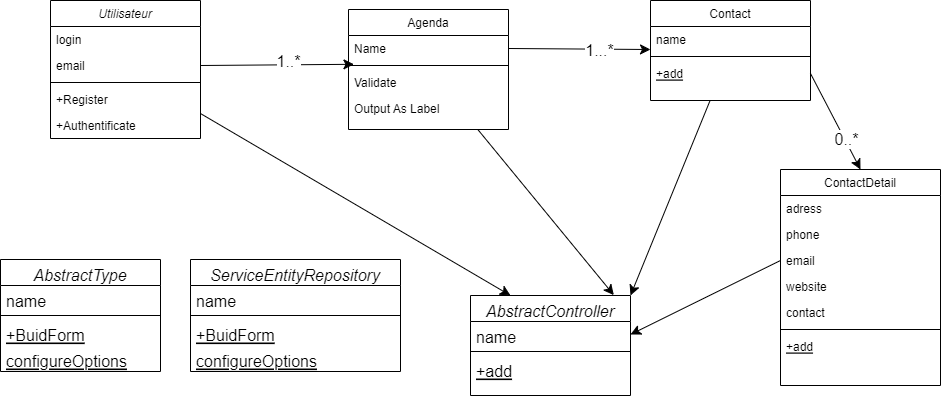 Utilisateur
login
email
+Register
+Authentificate
1..*
Agenda
Name
Validate
Output As Label
1...*
Contact
name
+add
0..*
ContactDetail
adress
phone
email
website
contact
+add
AbstractType
name
+BuidForm
configureOptions
ServiceEntityRepository
name
+BuidForm
configureOptions
AbstractController
name
+add